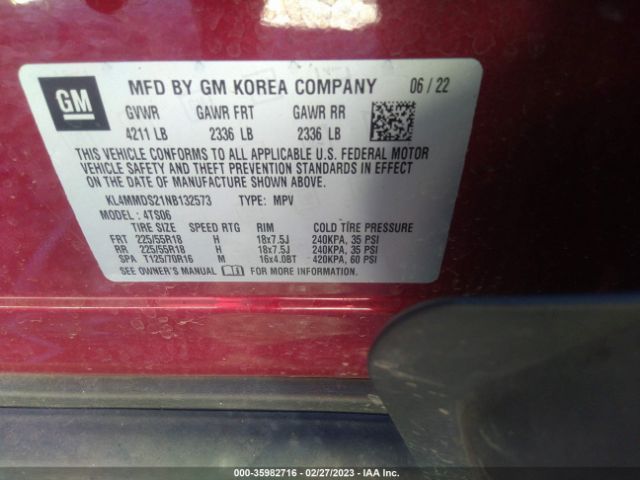 GM MFD BY GM KOREA COMPANY 06 / 22
GVWR GAWR FRT GAWR RR
4211 LB 2336 LB 2336 LB
THIS VEHICLE CONFORMS TO ALL APPLICABLE U.S. FEDERAL MOTOR
VEHICLE SAFETY AND THEFT PREVENTION STANDARDS IN EFFECT
ON THE DATE OF MANUFACTURE SHOWN ABOVE.
KL4MMDS21NB132573 TYPE: MPV
MODEL: 4TS06
TIRE SIZE SPEED RTG RIM COLD TIRE PRESSURE
FRT 225/55R18 H 18x7.5J 240KPA, 35 PSI
RR 225/55R18 H 18x7.5J 240KPA, 35 PSI
SPA T125/70R16 M 16x4.0BT 420KPA, 60 PSI
SEE OWNER'S MANUAL FOR MORE INFORMATION.
000-35982716 - 02/27/2023 - IAA Inc.